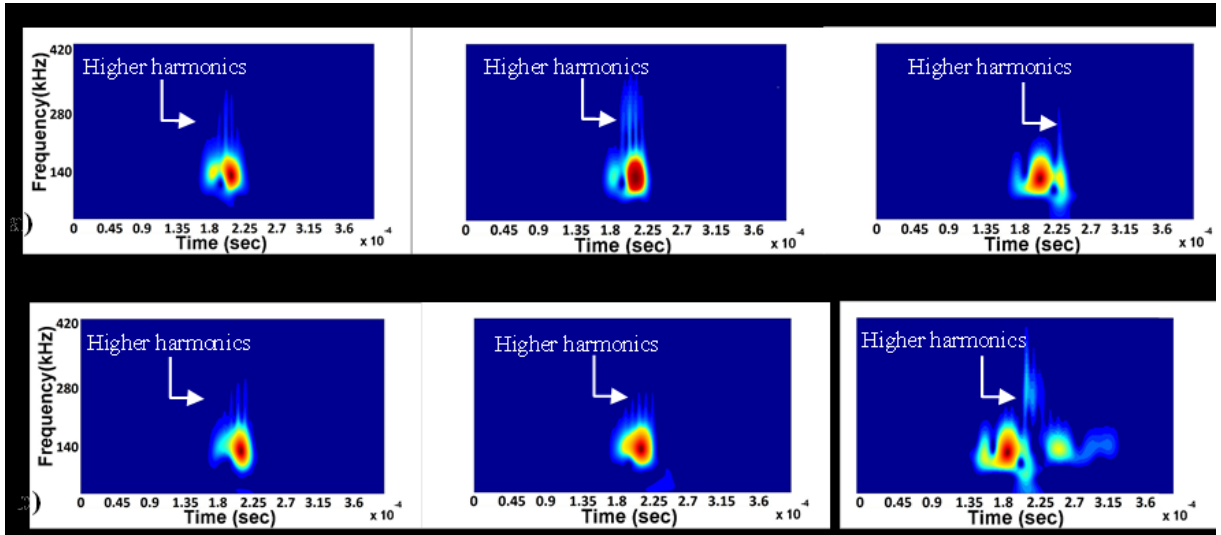 Higher harmonics
Frequency(kHz)
420
280
140
0 0.45 0.9 1.35 1.8 2.25 2.7 3.15 3.6
Time (sec)
x 10⁻⁴
Higher harmonics
0 0.45 0.9 1.35 1.8 2.25 2.7 3.15 3.6
Time (sec)
x 10⁻⁴
Higher harmonics
0 0.45 0.9 1.35 1.8 2.25 2.7 3.15 3.6
Time (sec)
x 10⁻⁴
Higher harmonics
Frequency(kHz)
420
280
140
0 0.45 0.9 1.35 1.8 2.25 2.7 3.15 3.6
Time (sec)
x 10⁻⁴
Higher harmonics
0 0.45 0.9 1.35 1.8 2.25 2.7 3.15 3.6
Time (sec)
x 10⁻⁴
Higher harmonics
0 0.45 0.9 1.35 1.8 2.25 2.7 3.15 3.6
Time (sec)
x 10⁻⁴